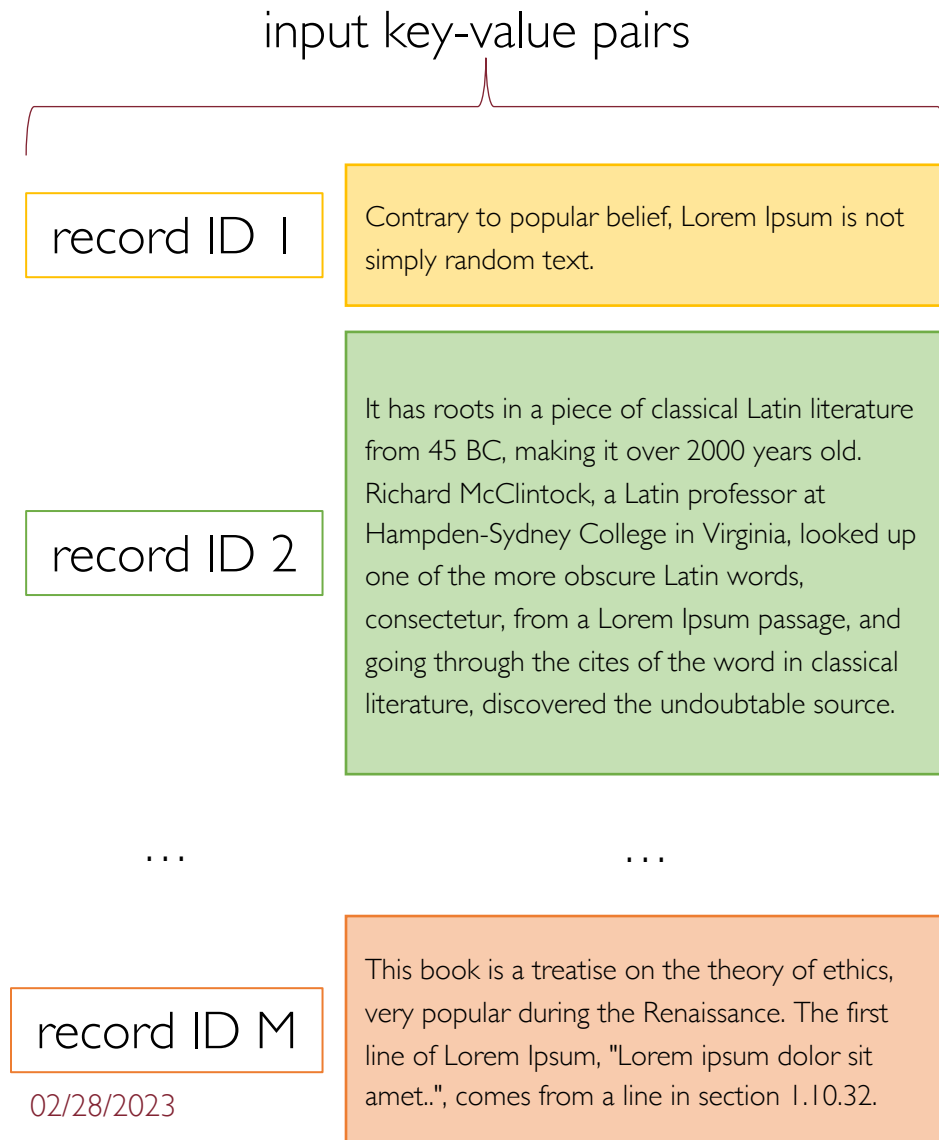 input key-value pairs
record ID 1
Contrary to popular belief, Lorem Ipsum is not
simply random text.
record ID 2
It has roots in a piece of classical Latin literature
from 45 BC, making it over 2000 years old.
Richard McClintock, a Latin professor at
Hampden-Sydney College in Virginia, looked up
one of the more obscure Latin words,
consectetur, from a Lorem Ipsum passage, and
going through the cites of the word in classical
literature, discovered the undoubtable source.
... ...
record ID M
This book is a treatise on the theory of ethics,
very popular during the Renaissance. The first
line of Lorem Ipsum, "Lorem ipsum dolor sit
amet..", comes from a line in section 1.10.32.
02/28/2023